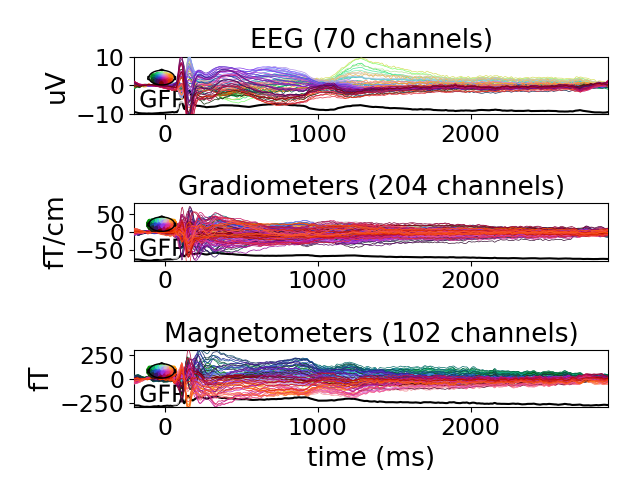 EEG (70 channels)
10
0
−10
uV
GFP
0
1000
2000
Gradiometers (204 channels)
50
0
−50
fT/cm
GFP
0
1000
2000
Magnetometers (102 channels)
250
0
−250
fT
GFP
0
1000
2000
time (ms)